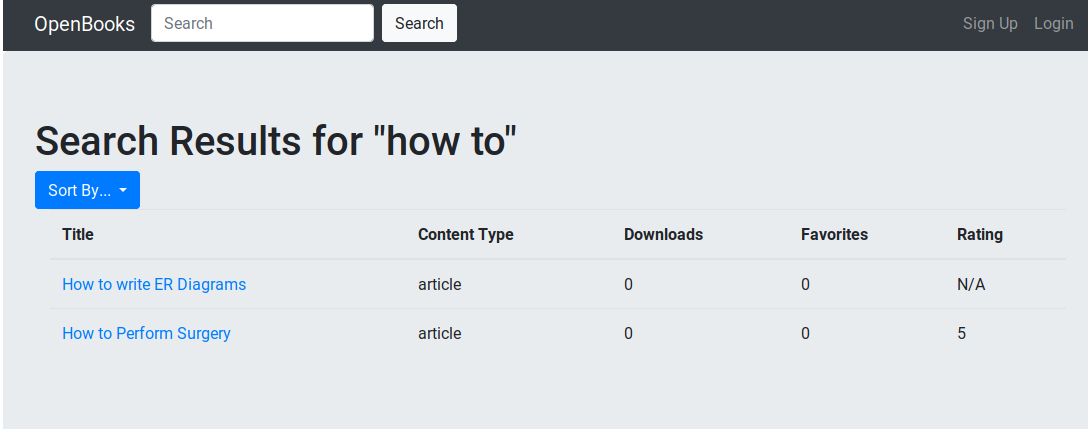 OpenBooks Search Search Sign Up Login
Search Results for "how to"
Sort By...
Title Content Type Downloads Favorites Rating
How to write ER Diagrams article 0 0 N/A
How to Perform Surgery article 0 0 5